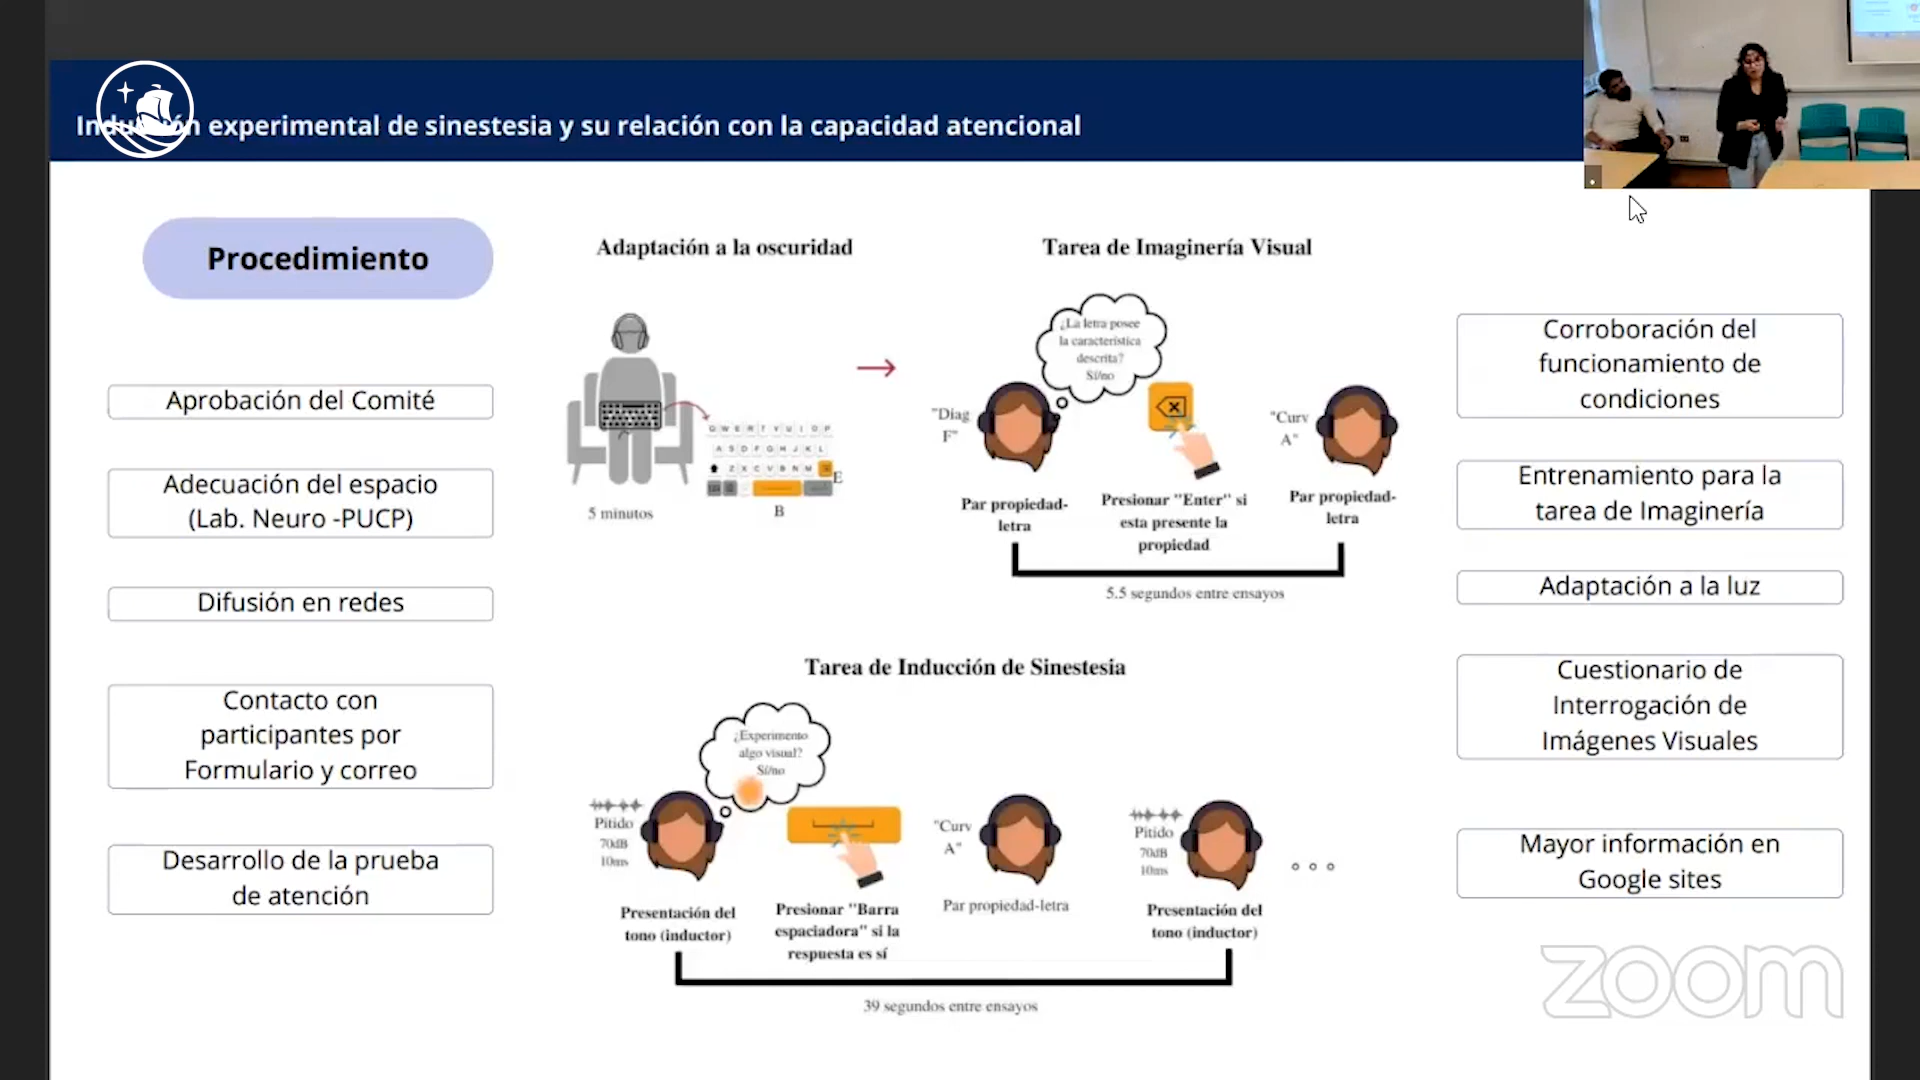 Inducción experimental de sinestesia y su relación con la capacidad atencional
Procedimiento
Aprobación del Comité
Adecuación del espacio
(Lab. Neuro -PUCP)
Difusión en redes
Contacto con
participantes por
Formulario y correo
Desarrollo de la prueba
de atención
Adaptación a la oscuridad
Q W E R T Y U I O P
A S D F G H J K L
Z X C V B N M
E
B
5 minutos
Tarea de Imaginería Visual
¿La letra posee
la característica
descrita?
Sí/no
"Diag
F"
"Curv
A"
Par propiedad-
letra
Presionar "Enter" si
esta presente la
propiedad
Par propiedad-
letra
5.5 segundos entre ensayos
Tarea de Inducción de Sinestesia
¿Experimento
algo visual?
Sí/no
Pitido
70dB
10ms
"Curv
A"
Pitido
70dB
10ms
Presentación del
tono (inductor)
Presionar "Barra
espaciadora" si la
respuesta es sí
Par propiedad-letra
Presentación del
tono (inductor)
39 segundos entre ensayos
Corroboración del
funcionamiento de
condiciones
Entrenamiento para la
tarea de Imaginería
Adaptación a la luz
Cuestionario de
Interrogación de
Imágenes Visuales
Mayor información en
Google sites
zoom